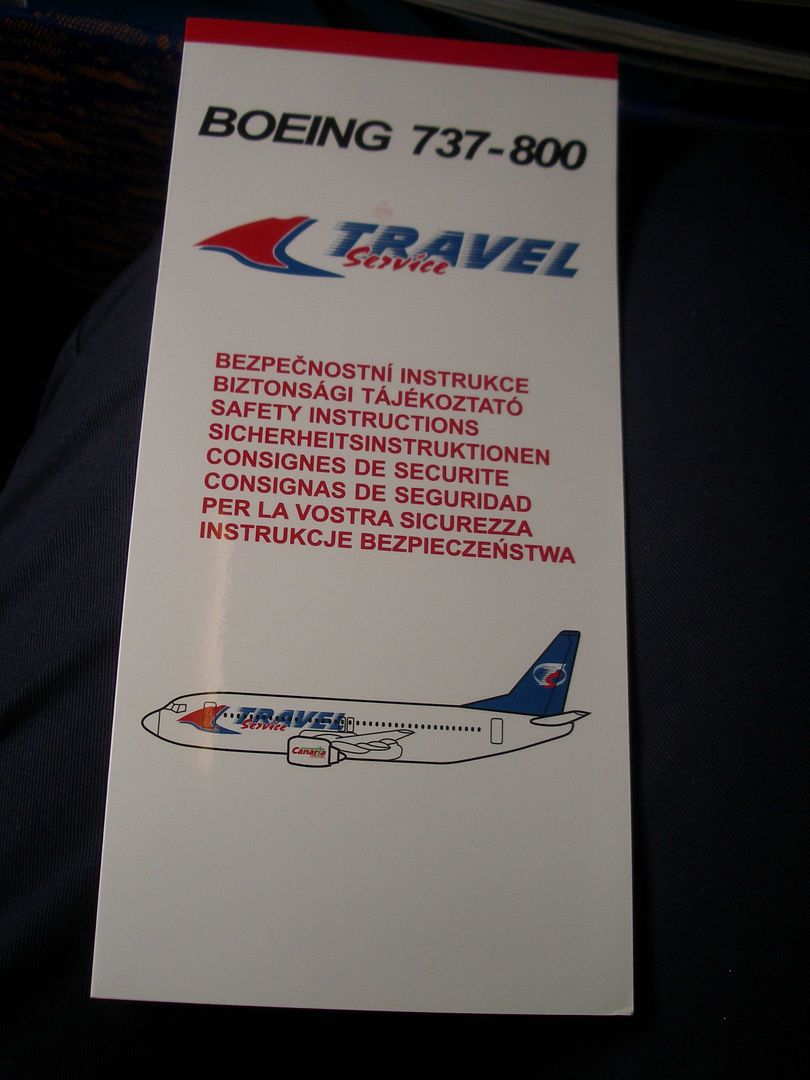 BOEING 737-800
TRAVEL
Service
BEZPEČNOSTNÍ INSTRUKCE
BIZTONSÁGI TÁJÉKOZTATÓ
SAFETY INSTRUCTIONS
SICHERHEITSINSTRUKTIONEN
CONSIGNES DE SECURITE
CONSIGNAS DE SEGURIDAD
PER LA VOSTRA SICUREZZA
INSTRUKCJE BEZPIECZEŃSTWA
TRAVEL
Service
Canaria